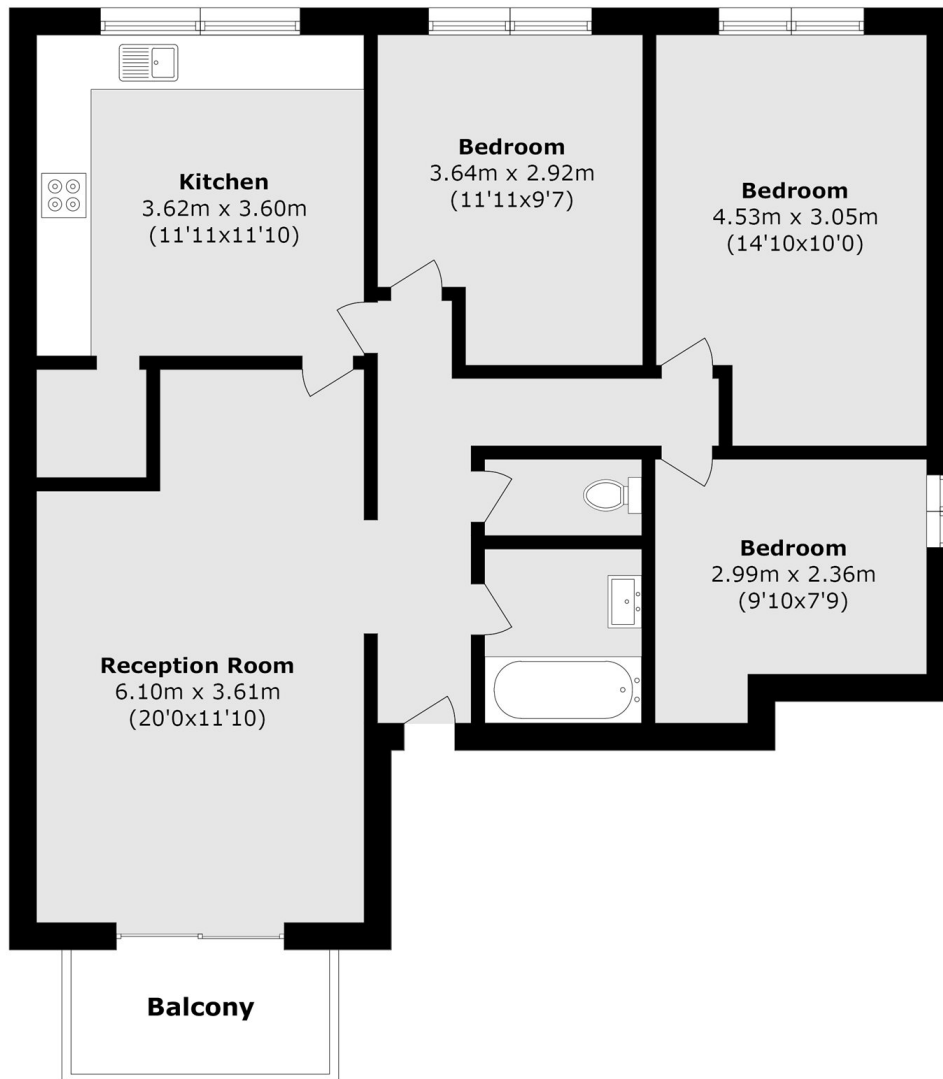 Kitchen
3.62m x 3.60m
(11'11x11'10)
Bedroom
3.64m x 2.92m
(11'11x9'7)
Bedroom
4.53m x 3.05m
(14'10x10'0)
Bedroom
2.99m x 2.36m
(9'10x7'9)
Reception Room
6.10m x 3.61m
(20'0x11'10)
Balcony